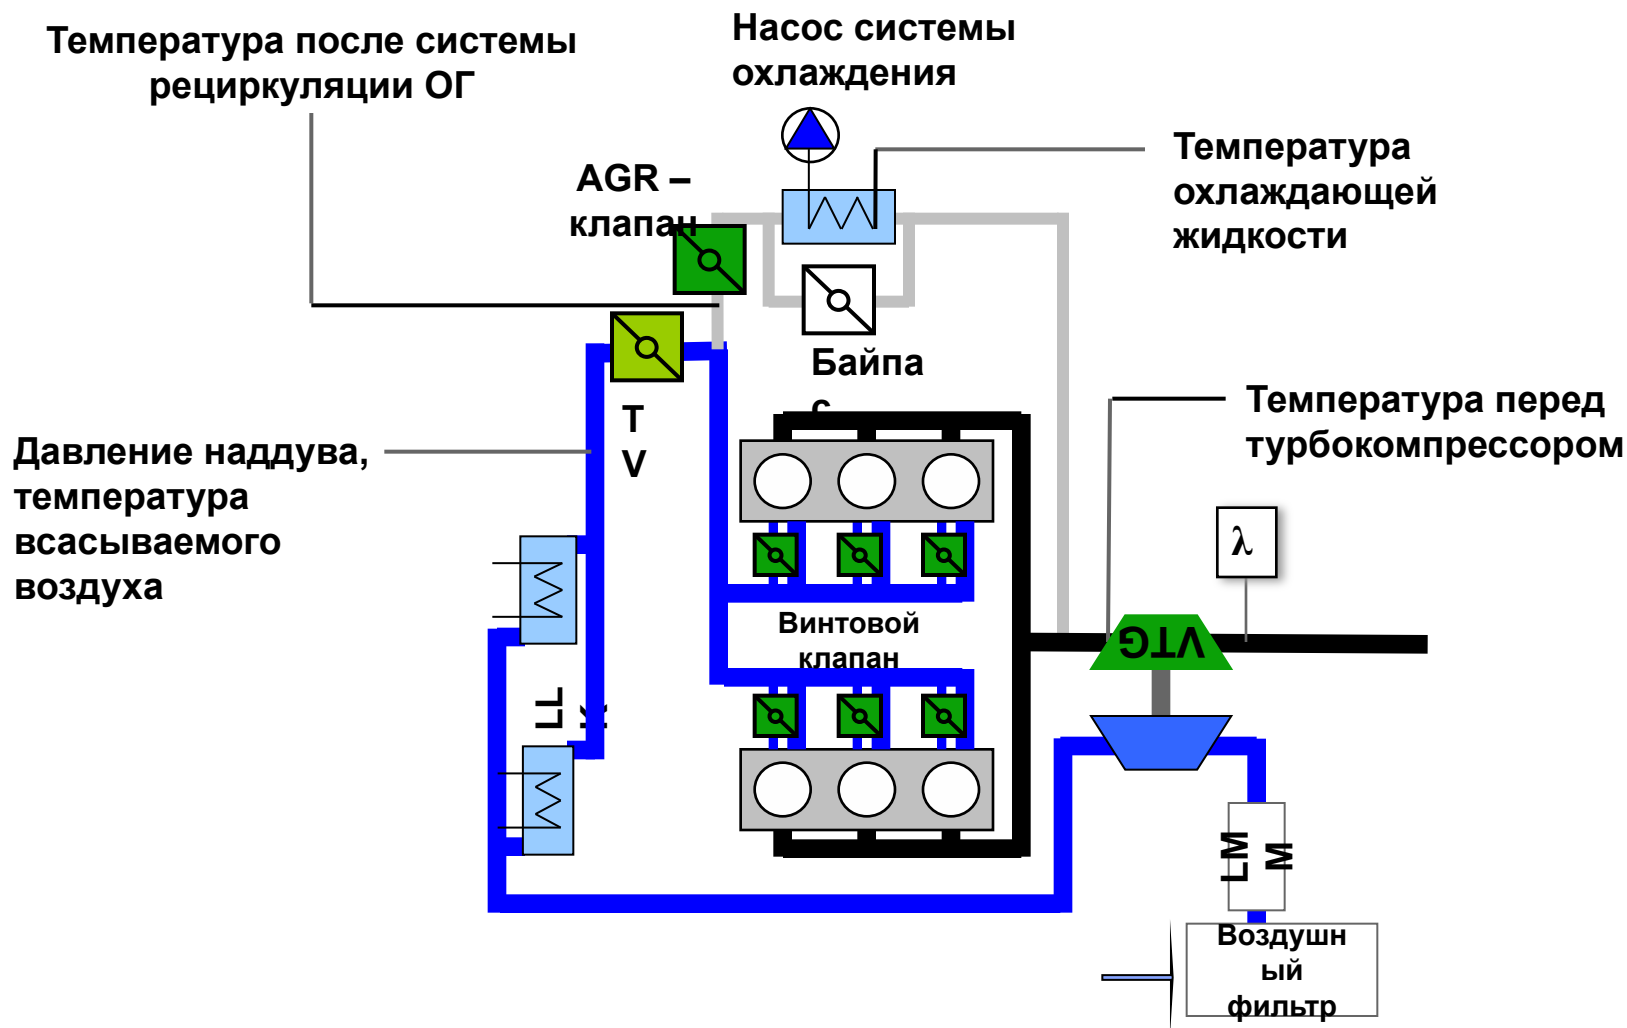 Температура после системы
рециркуляции ОГ
Насос системы
охлаждения
AGR –
клапан
Температура
охлаждающей
жидкости
Байпа
с
T
V
Температура перед
турбокомпрессором
Давление наддува,
температура
всасываемого
воздуха
λ
Винтовой
клапан
VTG
LL
K
LM
M
Воздушн
ый
фильтр